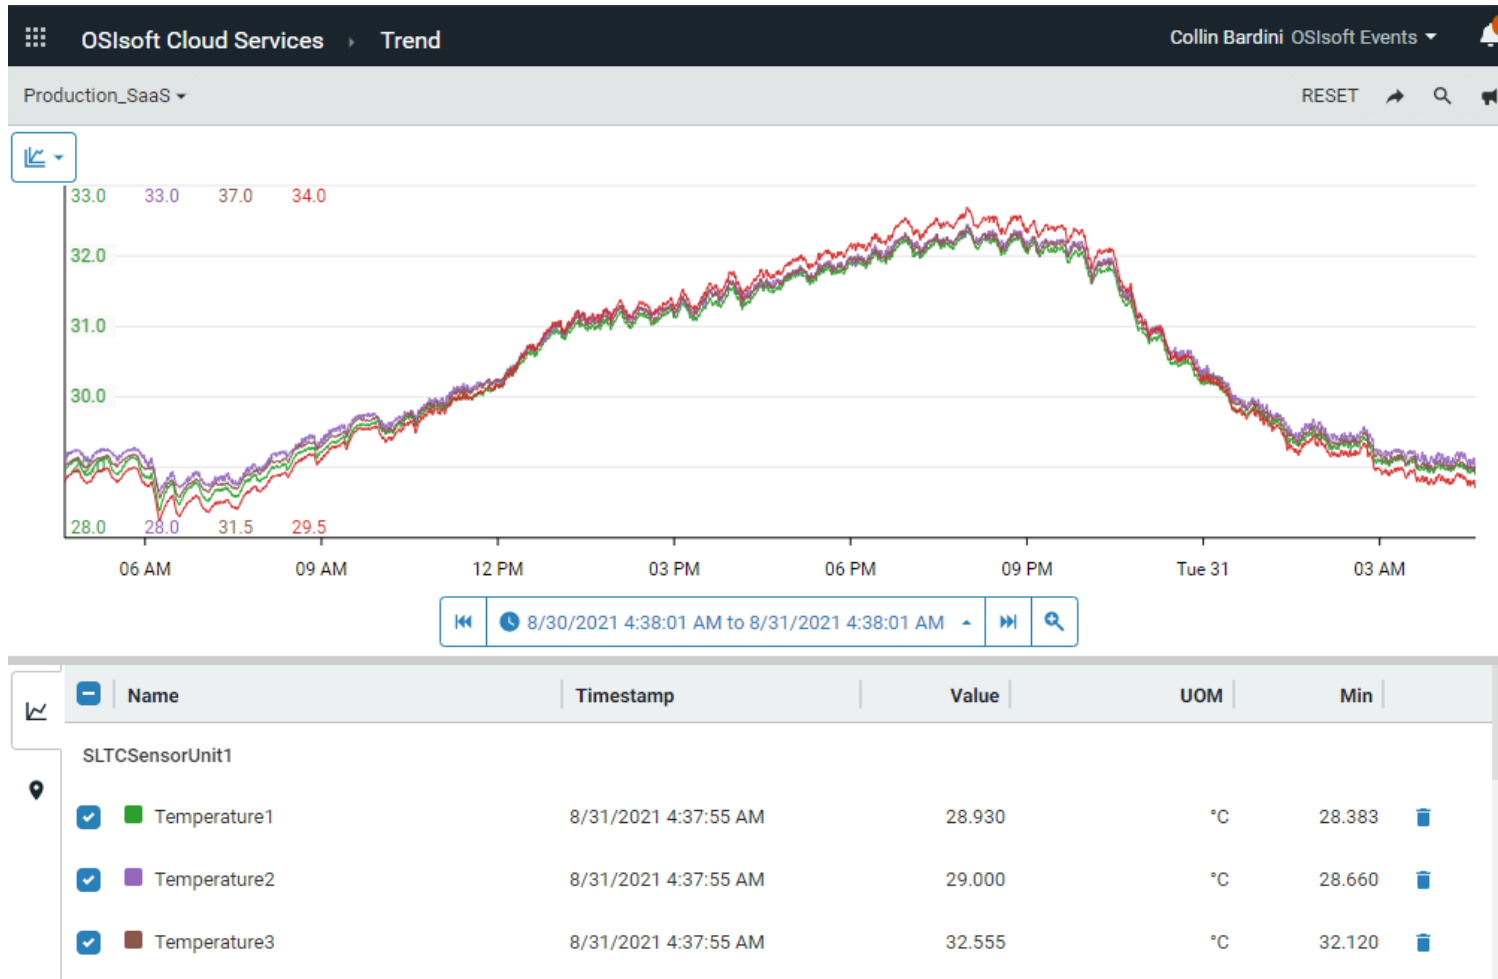 OSIsoft Cloud Services › Trend Collin Bardini OSIsoft Events
Production_SaaS RESET
33.0 33.0 37.0 34.0
32.0
31.0
30.0
28.0 28.0 31.5 29.5
06 AM 09 AM 12 PM 03 PM 06 PM 09 PM Tue 31 03 AM
8/30/2021 4:38:01 AM to 8/31/2021 4:38:01 AM
Name Timestamp Value UOM Min
SLTCSensorUnit1
Temperature1 8/31/2021 4:37:55 AM 28.930 °C 28.383
Temperature2 8/31/2021 4:37:55 AM 29.000 °C 28.660
Temperature3 8/31/2021 4:37:55 AM 32.555 °C 32.120